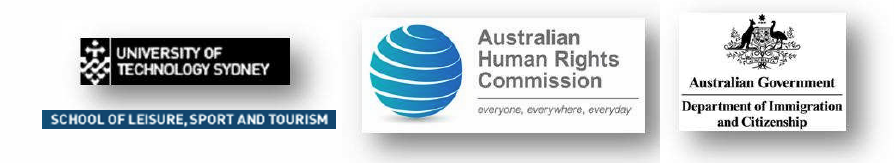 UNIVERSITY OF
TECHNOLOGY SYDNEY
SCHOOL OF LEISURE, SPORT AND TOURISM
Australian
Human Rights
Commission
everyone, everywhere, everyday
Australian Government
Department of Immigration
and Citizenship